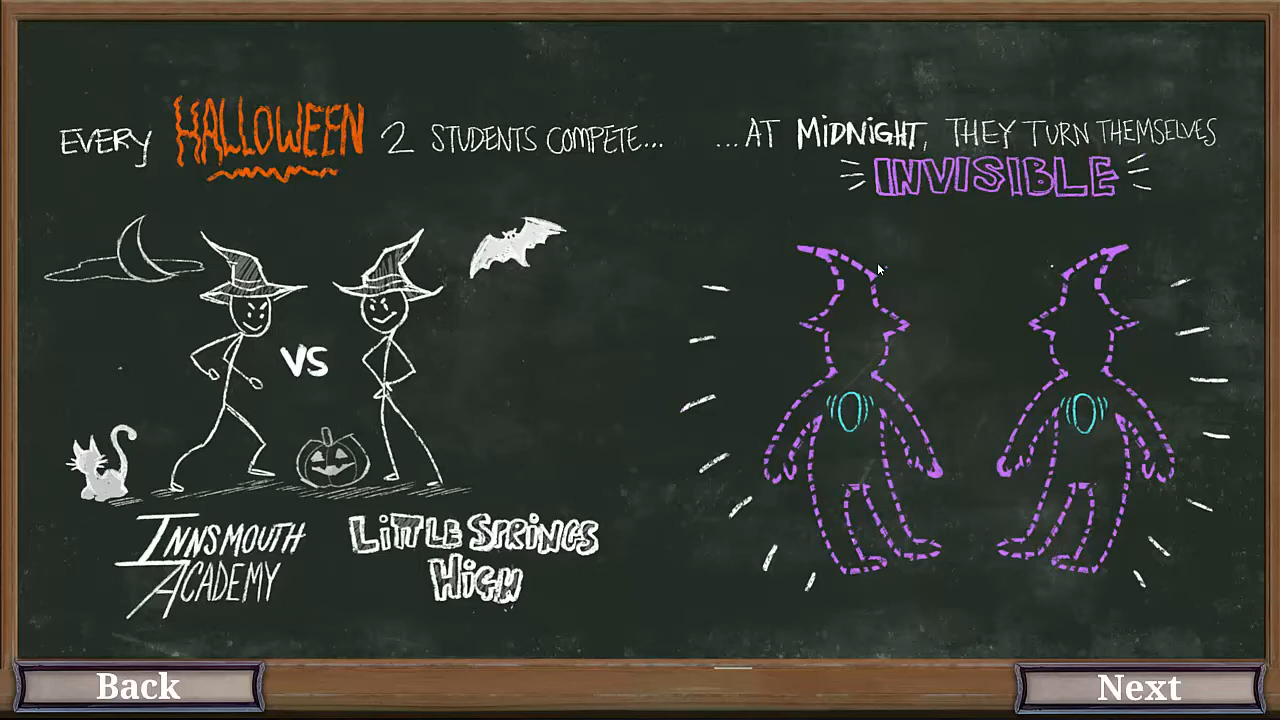 EVERY HALLOWEEN 2 STUDENTS COMPETE...
...AT MIDNIGHT, THEY TURN THEMSELVES
INVISIBLE
VS
INNSMOUTH
ACADEMY
LITTLE SPRINGS
HIGH
Back
Next